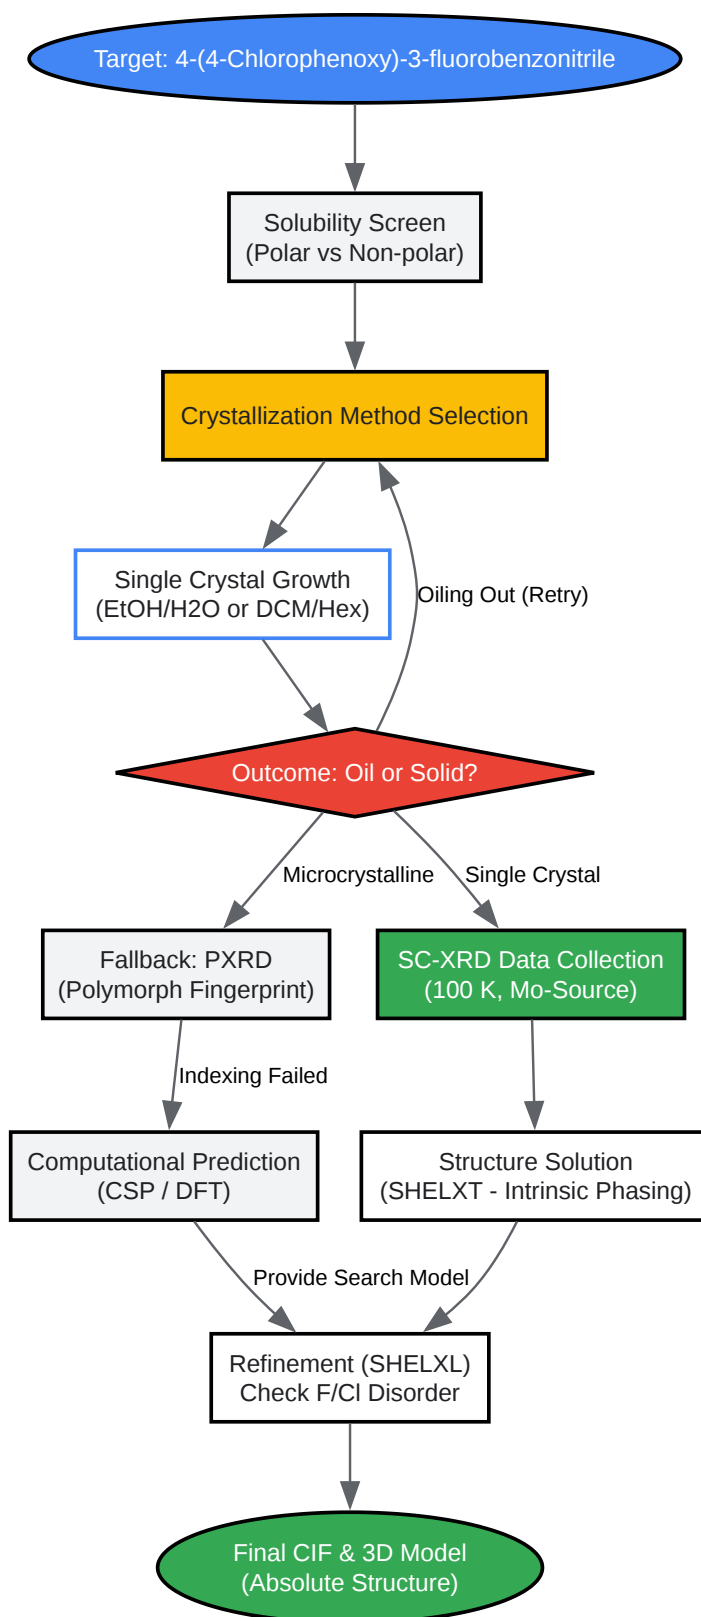 Target: 4-(4-Chlorophenoxy)-3-fluorobenzonitrile
Solubility Screen
(Polar vs Non-polar)
Crystallization Method Selection
Single Crystal Growth
(EtOH/H2O or DCM/Hex)
Oiling Out (Retry)
Outcome: Oil or Solid?
Microcrystalline
Single Crystal
Fallback: PXRD
(Polymorph Fingerprint)
SC-XRD Data Collection
(100 K, Mo-Source)
Indexing Failed
Computational Prediction
(CSP / DFT)
Structure Solution
(SHELXT - Intrinsic Phasing)
Provide Search Model
Refinement (SHELXL)
Check F/Cl Disorder
Final CIF & 3D Model
(Absolute Structure)